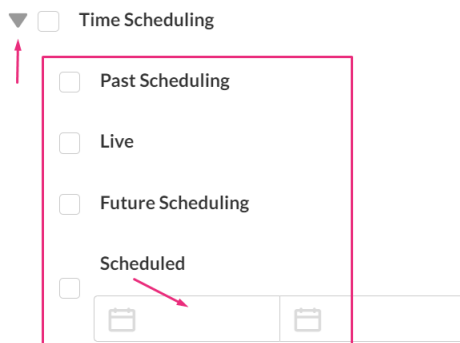 Time Scheduling
Past Scheduling
Live
Future Scheduling
Scheduled